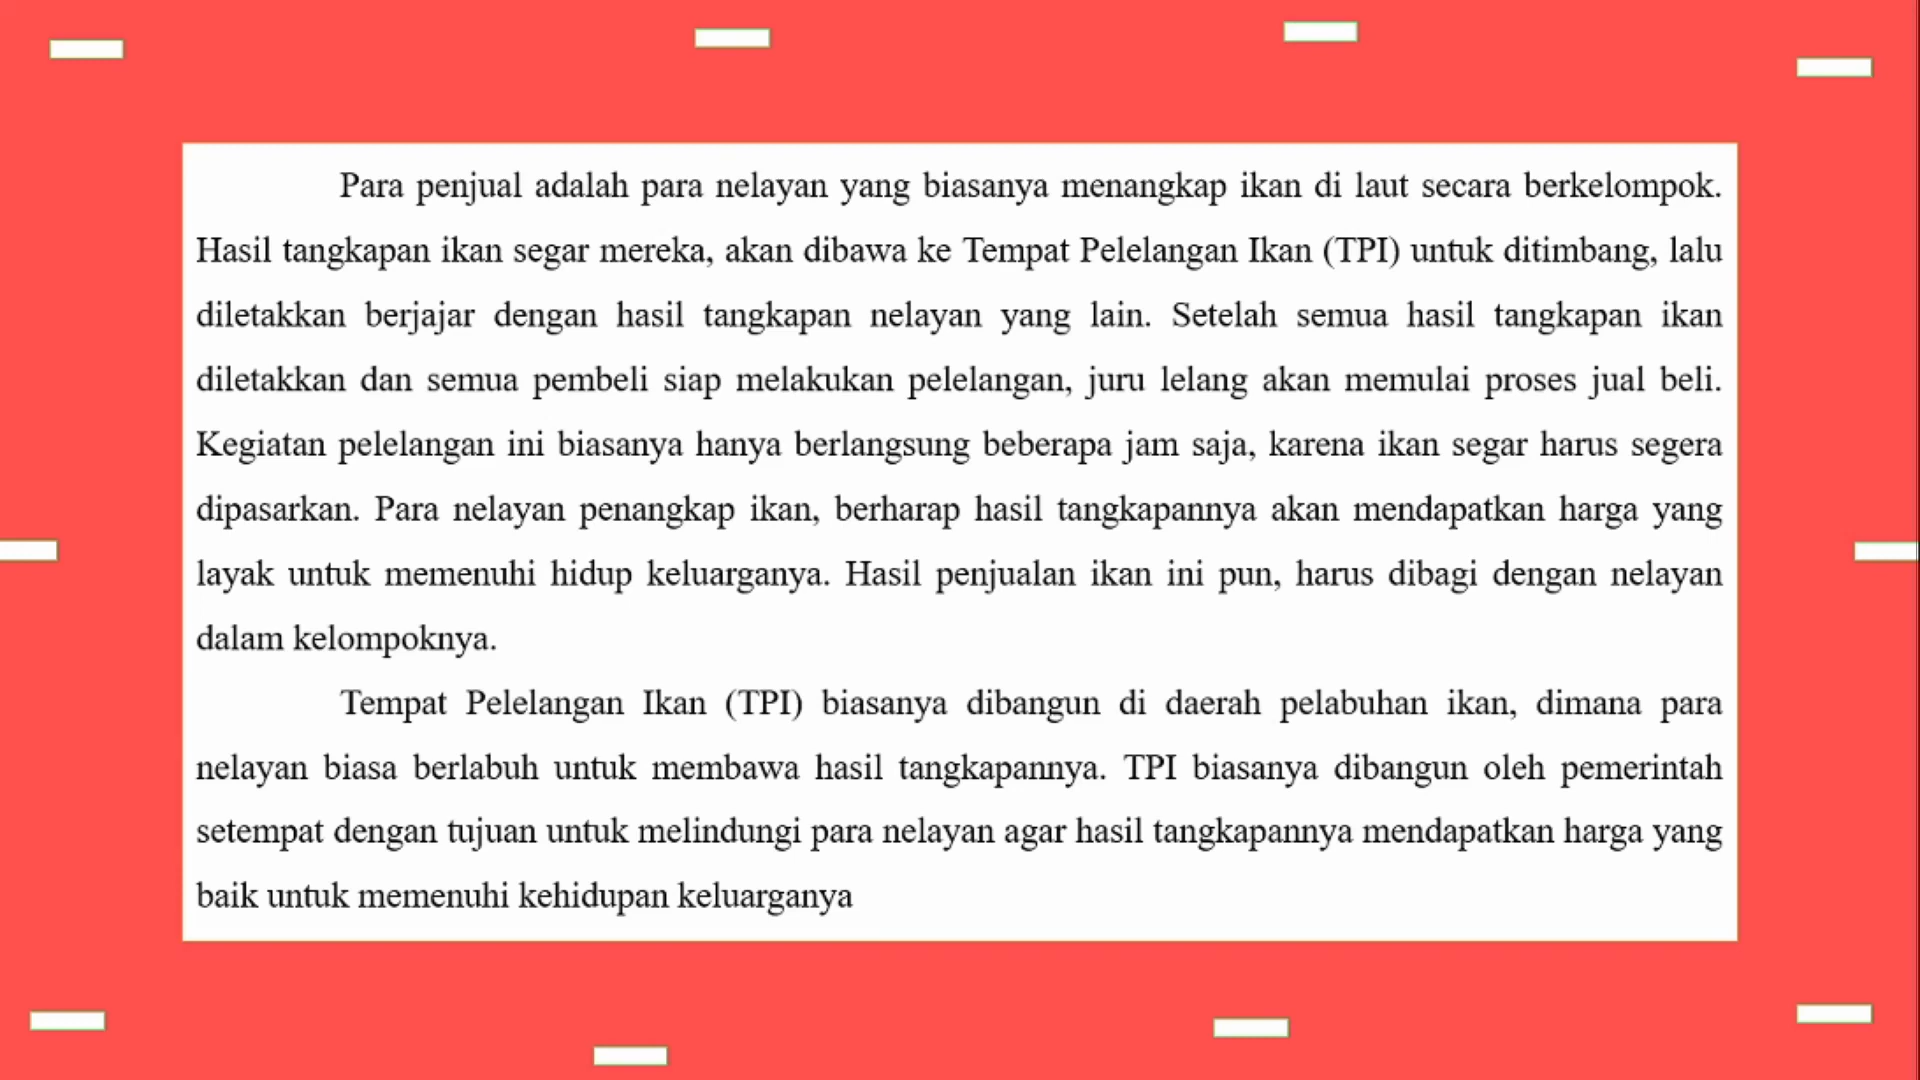 Para penjual adalah para nelayan yang biasanya menangkap ikan di laut secara berkelompok.
Hasil tangkapan ikan segar mereka, akan dibawa ke Tempat Pelelangan Ikan (TPI) untuk ditimbang, lalu
diletakkan berjajar dengan hasil tangkapan nelayan yang lain. Setelah semua hasil tangkapan ikan
diletakkan dan semua pembeli siap melakukan pelelangan, juru lelang akan memulai proses jual beli.
Kegiatan pelelangan ini biasanya hanya berlangsung beberapa jam saja, karena ikan segar harus segera
dipasarkan. Para nelayan penangkap ikan, berharap hasil tangkapannya akan mendapatkan harga yang
layak untuk memenuhi hidup keluarganya. Hasil penjualan ikan ini pun, harus dibagi dengan nelayan
dalam kelompoknya.
Tempat Pelelangan Ikan (TPI) biasanya dibangun di daerah pelabuhan ikan, dimana para
nelayan biasa berlabuh untuk membawa hasil tangkapannya. TPI biasanya dibangun oleh pemerintah
setempat dengan tujuan untuk melindungi para nelayan agar hasil tangkapannya mendapatkan harga yang
baik untuk memenuhi kehidupan keluarganya